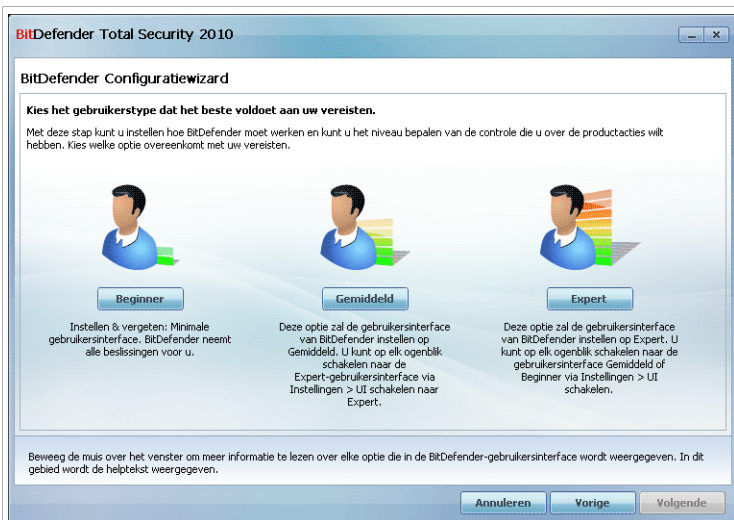 BitDefender Total Security 2010
BitDefender Configuratiewizard
Kies het gebruikerstype dat het beste voldoet aan uw vereisten.
Met deze stap kunt u instellen hoe BitDefender moet werken en kunt u het niveau bepalen van de controle die u over de productacties wilt
hebben. Kies welke optie overeenkomt met uw vereisten.
Beginner
Instellen & vergeten: Minimale
gebruikersinterface. BitDefender neemt
alle beslissingen voor u.
Gemiddeld
Deze optie zal de gebruikersinterface
van BitDefender instellen op
Gemiddeld. U kunt op elk ogenblik
schakelen naar de
Expert-gebruikersinterface via
Instellingen > UI schakelen naar
Expert.
Expert
Deze optie zal de gebruikersinterface
van BitDefender instellen op Expert. U
kunt op elk ogenblik schakelen naar de
gebruikersinterface Gemiddeld of
Beginner via Instellingen > UI
schakelen.
Beweeg de muis over het venster om meer informatie te lezen over elke optie die in de BitDefender-gebruikersinterface wordt weergegeven. In dit
gebied wordt de helptekst weergegeven.
Annuleren
Vorige
Volgende